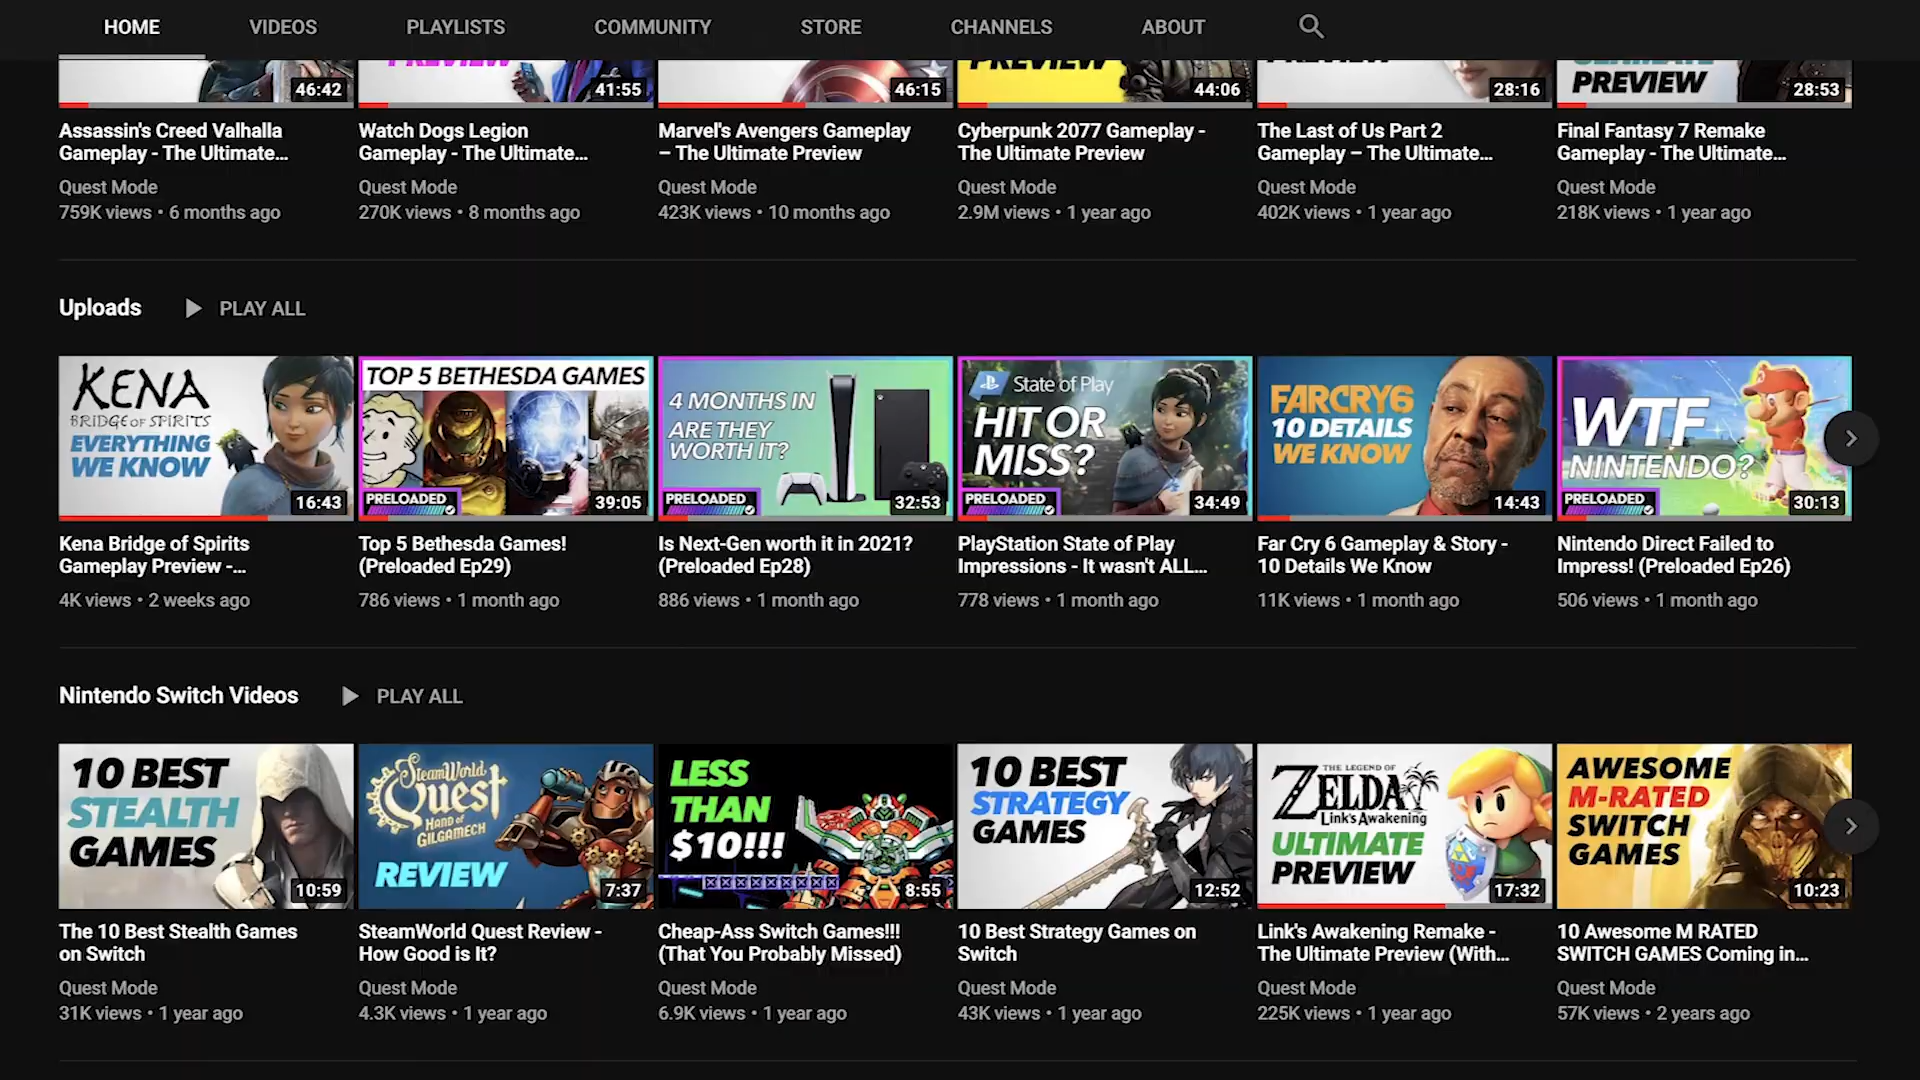 HOME VIDEOS PLAYLISTS COMMUNITY STORE CHANNELS ABOUT
PREVIEW PREVIEW PREVIEW ULTIMATE
PREVIEW
46:42 41:55 46:15 44:06 28:16 28:53
Assassin's Creed Valhalla
Gameplay - The Ultimate...
Quest Mode
759K views • 6 months ago
Watch Dogs Legion
Gameplay - The Ultimate...
Quest Mode
270K views • 8 months ago
Marvel's Avengers Gameplay
– The Ultimate Preview
Quest Mode
423K views • 10 months ago
Cyberpunk 2077 Gameplay -
The Ultimate Preview
Quest Mode
2.9M views • 1 year ago
The Last of Us Part 2
Gameplay – The Ultimate...
Quest Mode
402K views • 1 year ago
Final Fantasy 7 Remake
Gameplay - The Ultimate...
Quest Mode
218K views • 1 year ago
Uploads PLAY ALL
KENA
BRIDGE OF SPIRITS
EVERYTHING
WE KNOW
16:43
Kena Bridge of Spirits
Gameplay Preview -...
4K views • 2 weeks ago
TOP 5 BETHESDA GAMES
PRELOADED
39:05
Top 5 Bethesda Games!
(Preloaded Ep29)
786 views • 1 month ago
4 MONTHS IN
ARE THEY
WORTH IT?
PRELOADED
32:53
Is Next-Gen worth it in 2021?
(Preloaded Ep28)
886 views • 1 month ago
State of Play
HIT OR
MISS?
PRELOADED
34:49
PlayStation State of Play
Impressions - It wasn't ALL...
778 views • 1 month ago
FARCRY6
10 DETAILS
WE KNOW
14:43
Far Cry 6 Gameplay & Story -
10 Details We Know
11K views • 1 month ago
WTF
NINTENDO?
PRELOADED
30:13
Nintendo Direct Failed to
Impress! (Preloaded Ep26)
506 views • 1 month ago
Nintendo Switch Videos PLAY ALL
10 BEST
STEALTH
GAMES
10:59
The 10 Best Stealth Games
on Switch
Quest Mode
31K views • 1 year ago
SteamWorld
Quest
HAND OF
GILGAMECH
REVIEW
7:37
SteamWorld Quest Review -
How Good is It?
Quest Mode
4.3K views • 1 year ago
LESS
THAN
$10!!!
8:55
Cheap-Ass Switch Games!!!
(That You Probably Missed)
Quest Mode
6.9K views • 1 year ago
10 BEST
STRATEGY
GAMES
12:52
10 Best Strategy Games on
Switch
Quest Mode
43K views • 1 year ago
THE LEGEND OF
ZELDA
Link's Awakening
ULTIMATE
PREVIEW
17:32
Link's Awakening Remake -
The Ultimate Preview (With...
Quest Mode
225K views • 1 year ago
AWESOME
M-RATED
SWITCH
GAMES
10:23
10 Awesome M RATED
SWITCH GAMES Coming in...
Quest Mode
57K views • 2 years ago